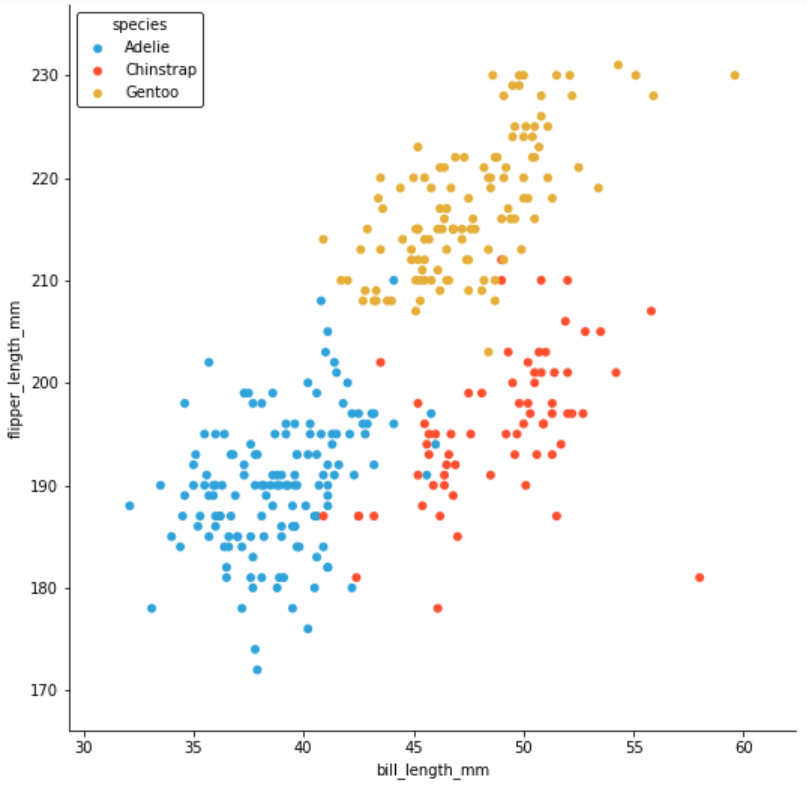 species
Adelie
Chinstrap
Gentoo
230
220
210
200
190
180
170
flipper_length_mm
30 35 40 45 50 55 60
bill_length_mm